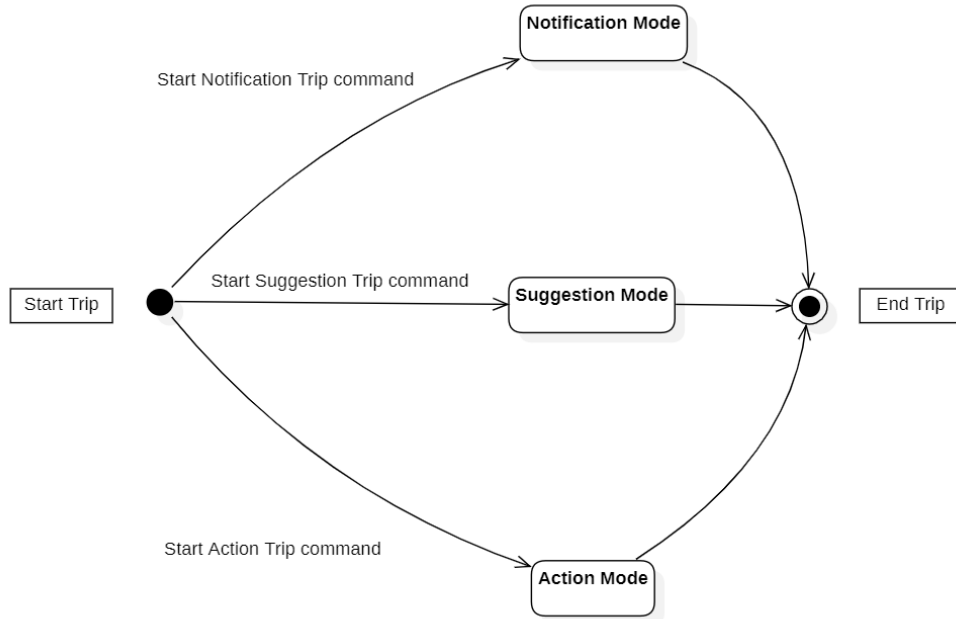 Notification Mode
Start Notification Trip command
Start Suggestion Trip command
Suggestion Mode
Start Trip
End Trip
Start Action Trip command
Action Mode